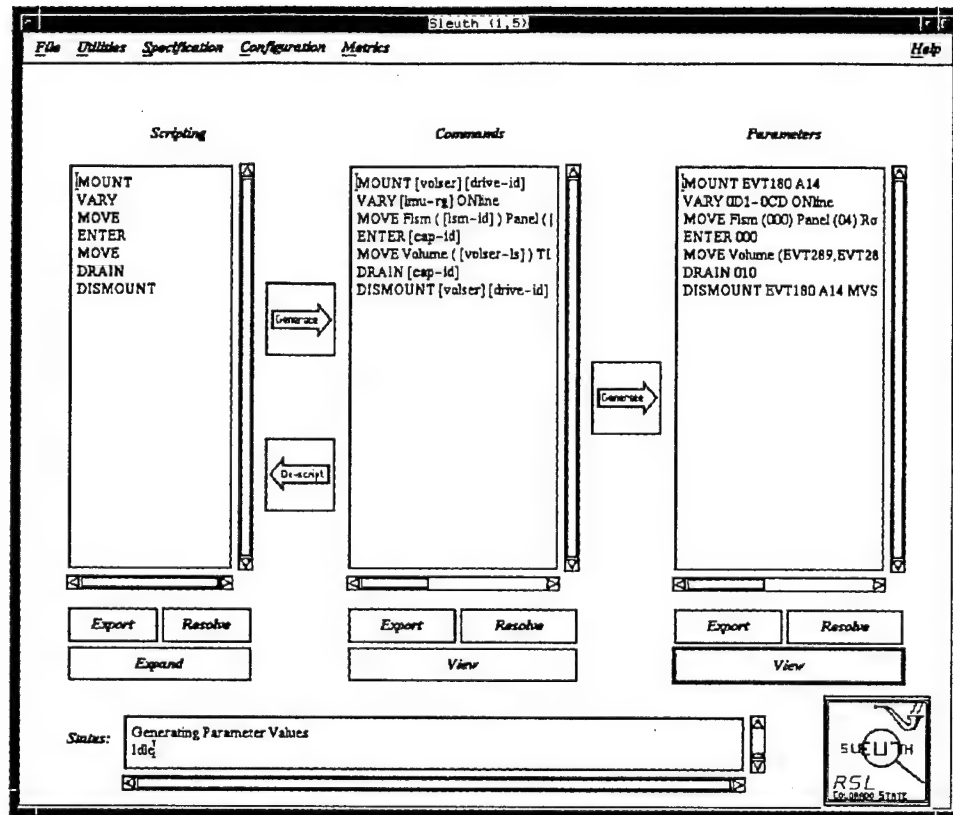 Sleuth (1,5)
File Utilities Specification Configuration Metrics Help
Scripting
MOUNT
VARY
MOVE
ENTER
MOVE
DRAIN
DISMOUNT
Commands
MOUNT [volser] [drive-id]
VARY [lmu-rg] ONline
MOVE Flsm ( [lsm-id] ) Panel ( [
ENTER [cap-id]
MOVE Volume ( [volser-ls] ) TL
DRAIN [cap-id]
DISMOUNT [volser] [drive-id]
Parameters
MOUNT EVT180 A14
VARY 0D1-0CD ONline
MOVE Flsm (000) Panel (04) Ro
ENTER 000
MOVE Volume (EVT289,EVT28
DRAIN 010
DISMOUNT EVT180 A14 MVS
Generate
De-script
Generate
Export Resolve
Expand
Export Resolve
View
Export Resolve
View
Status:
Generating Parameter Values
Idle
SLEUTH
RSL
COLORADO STATE